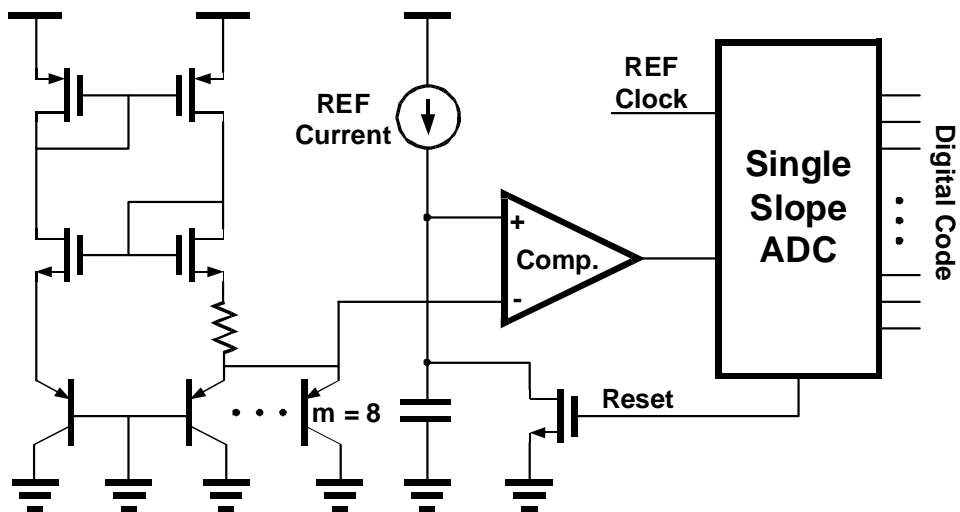 REF
Clock
REF
Current
Single
Slope
ADC
Digital Code
+
Comp.
-
Reset
m = 8